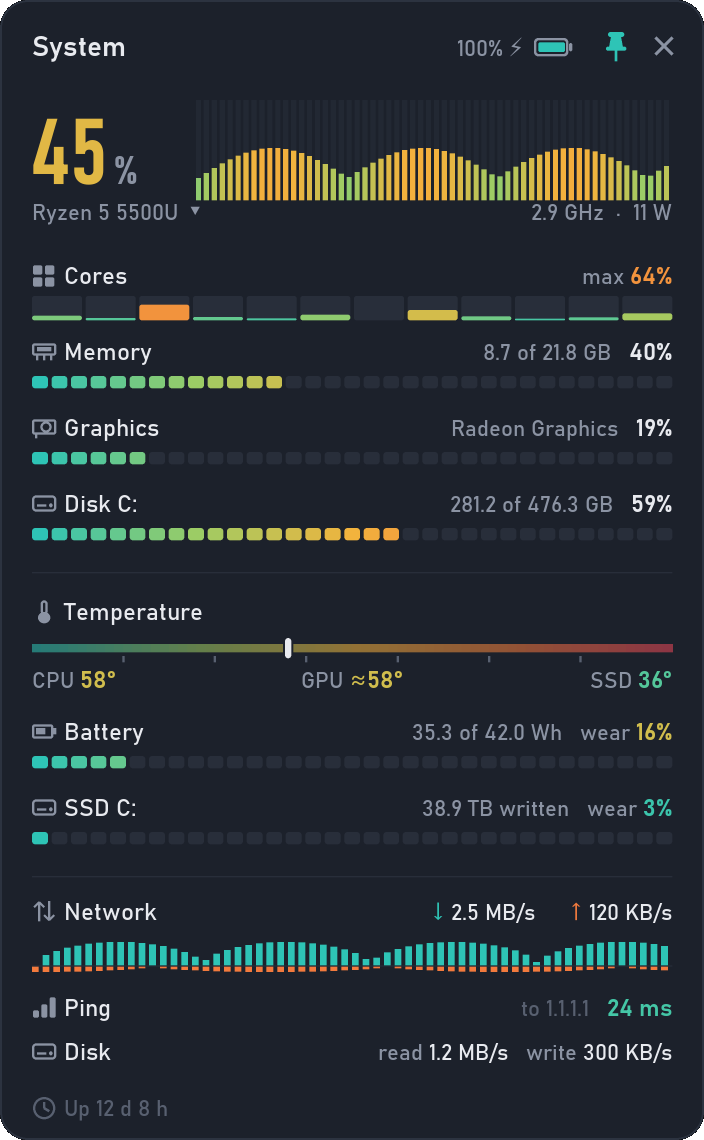 System 100%
45 %
Ryzen 5 5500U 2.9 GHz · 11 W
Cores max 64%
Memory 8.7 of 21.8 GB 40%
Graphics Radeon Graphics 19%
Disk C: 281.2 of 476.3 GB 59%
Temperature
CPU 58° GPU ≈58° SSD 36°
Battery 35.3 of 42.0 Wh wear 16%
SSD C: 38.9 TB written wear 3%
Network ↓ 2.5 MB/s ↑ 120 KB/s
Ping to 1.1.1.1 24 ms
Disk read 1.2 MB/s write 300 KB/s
Up 12 d 8 h